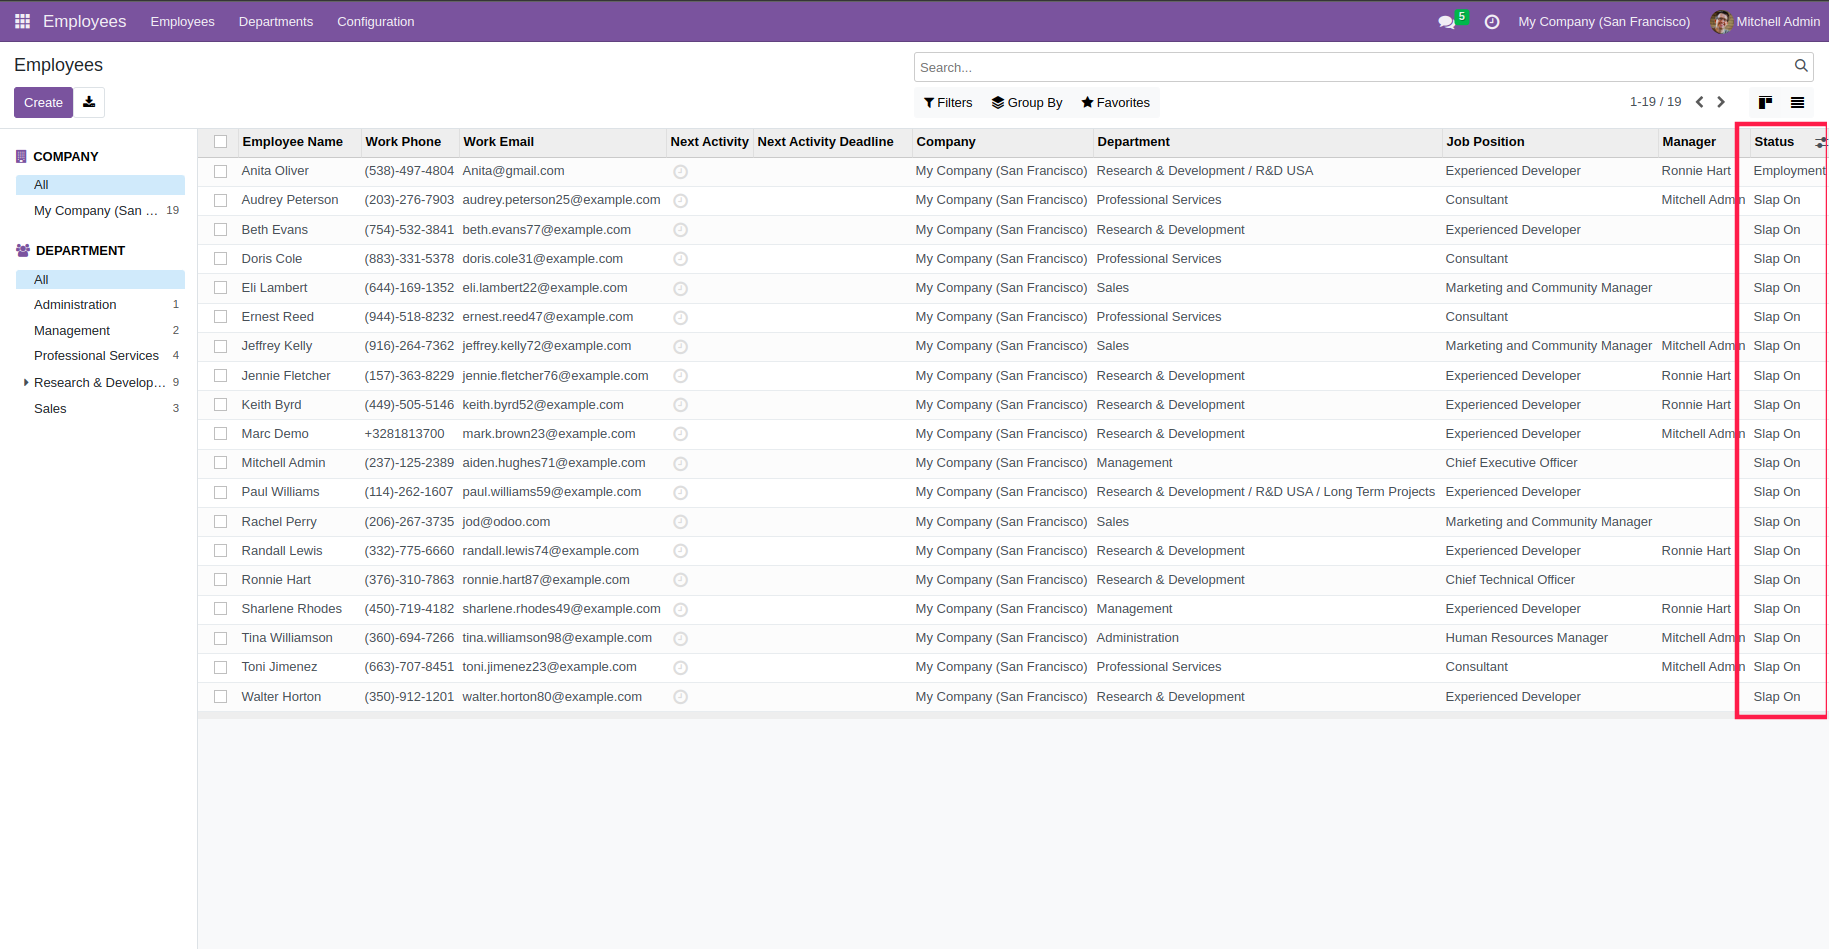 Employees Employees Departments Configuration 5 My Company (San Francisco) Mitchell Admin
Employees
Search...
Create
Filters Group By Favorites 1-19 / 19
COMPANY
All
My Company (San ... 19
DEPARTMENT
All
Administration 1
Management 2
Professional Services 4
Research & Develop... 9
Sales 3
Employee Name Work Phone Work Email Next Activity Next Activity Deadline Company Department Job Position Manager Status
Anita Oliver (538)-497-4804 Anita@gmail.com My Company (San Francisco) Research & Development / R&D USA Experienced Developer Ronnie Hart Employment
Audrey Peterson (203)-276-7903 audrey.peterson25@example.com My Company (San Francisco) Professional Services Consultant Mitchell Admin Slap On
Beth Evans (754)-532-3841 beth.evans77@example.com My Company (San Francisco) Research & Development Experienced Developer Slap On
Doris Cole (883)-331-5378 doris.cole31@example.com My Company (San Francisco) Professional Services Consultant Slap On
Eli Lambert (644)-169-1352 eli.lambert22@example.com My Company (San Francisco) Sales Marketing and Community Manager Slap On
Ernest Reed (944)-518-8232 ernest.reed47@example.com My Company (San Francisco) Professional Services Consultant Slap On
Jeffrey Kelly (916)-264-7362 jeffrey.kelly72@example.com My Company (San Francisco) Sales Marketing and Community Manager Mitchell Admin Slap On
Jennie Fletcher (157)-363-8229 jennie.fletcher76@example.com My Company (San Francisco) Research & Development Experienced Developer Ronnie Hart Slap On
Keith Byrd (449)-505-5146 keith.byrd52@example.com My Company (San Francisco) Research & Development Experienced Developer Ronnie Hart Slap On
Marc Demo +3281813700 mark.brown23@example.com My Company (San Francisco) Research & Development Experienced Developer Mitchell Admin Slap On
Mitchell Admin (237)-125-2389 aiden.hughes71@example.com My Company (San Francisco) Management Chief Executive Officer Slap On
Paul Williams (114)-262-1607 paul.williams59@example.com My Company (San Francisco) Research & Development / R&D USA / Long Term Projects Experienced Developer Slap On
Rachel Perry (206)-267-3735 jod@odoo.com My Company (San Francisco) Sales Marketing and Community Manager Slap On
Randall Lewis (332)-775-6660 randall.lewis74@example.com My Company (San Francisco) Research & Development Experienced Developer Ronnie Hart Slap On
Ronnie Hart (376)-310-7863 ronnie.hart87@example.com My Company (San Francisco) Research & Development Chief Technical Officer Slap On
Sharlene Rhodes (450)-719-4182 sharlene.rhodes49@example.com My Company (San Francisco) Management Experienced Developer Ronnie Hart Slap On
Tina Williamson (360)-694-7266 tina.williamson98@example.com My Company (San Francisco) Administration Human Resources Manager Mitchell Admin Slap On
Toni Jimenez (663)-707-8451 toni.jimenez23@example.com My Company (San Francisco) Professional Services Consultant Mitchell Admin Slap On
Walter Horton (350)-912-1201 walter.horton80@example.com My Company (San Francisco) Research & Development Experienced Developer Slap On